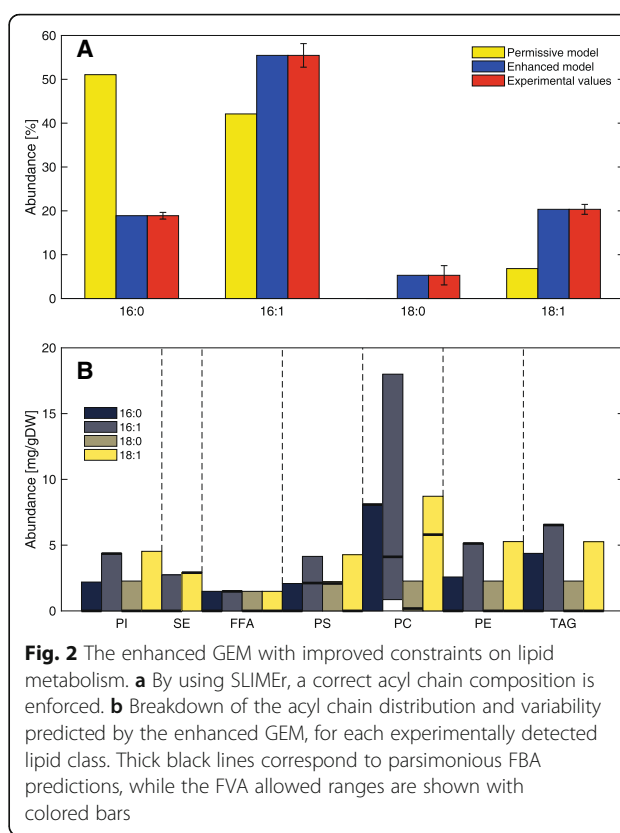 A
Permissive model
Enhanced model
Experimental values
Abundance [%]
60
50
40
30
20
10
0
16:0 16:1 18:0 18:1
B
16:0
16:1
18:0
18:1
Abundance [mg/gDW]
20
15
10
5
0
PI SE FFA PS PC PE TAG
Fig. 2 The enhanced GEM with improved constraints on lipid
metabolism. a By using SLIMEr, a correct acyl chain composition is
enforced. b Breakdown of the acyl chain distribution and variability
predicted by the enhanced GEM, for each experimentally detected
lipid class. Thick black lines correspond to parsimonious FBA
predictions, while the FVA allowed ranges are shown with
colored bars